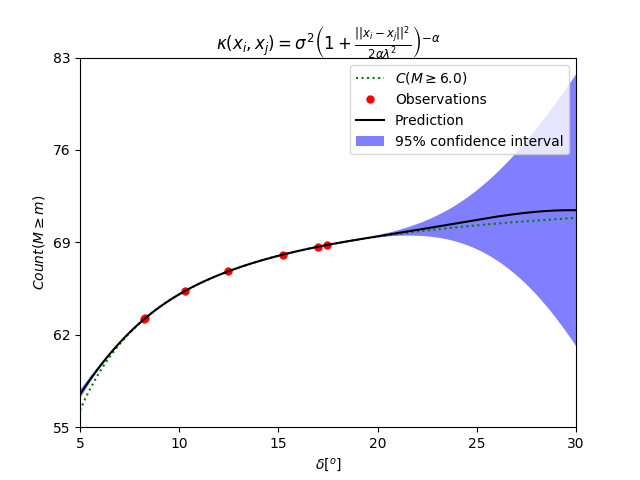 κ(x_i, x_j) = σ²(1 + ||x_i − x_j||² / 2αλ²)^−α
83
76
69
62
55
Count(M ≥ m)
C(M ≥ 6.0)
Observations
Prediction
95% confidence interval
5 10 15 20 25 30
δ[°]